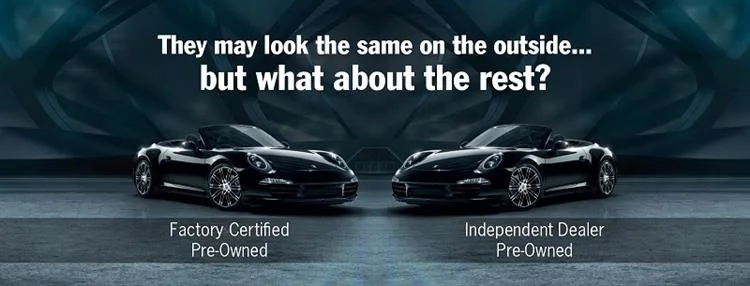 They may look the same on the outside...
but what about the rest?
Factory Certified
Pre-Owned
Independent Dealer
Pre-Owned